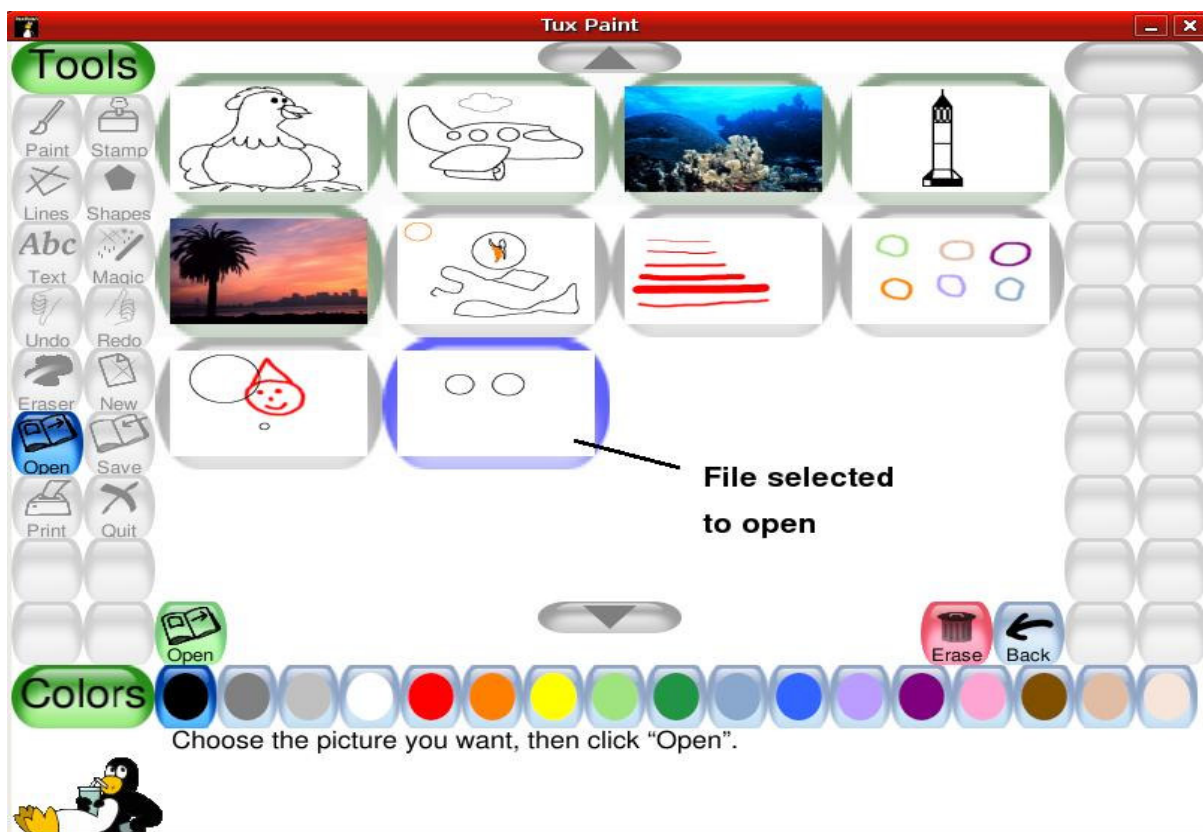 Tux Paint
Tools
Paint Stamp
Lines Shapes
Abc
Text Magic
Undo Redo
Eraser New
Open Save
Print Quit
File selected
to open
Open
Erase Back
Colors
Choose the picture you want, then click “Open”.